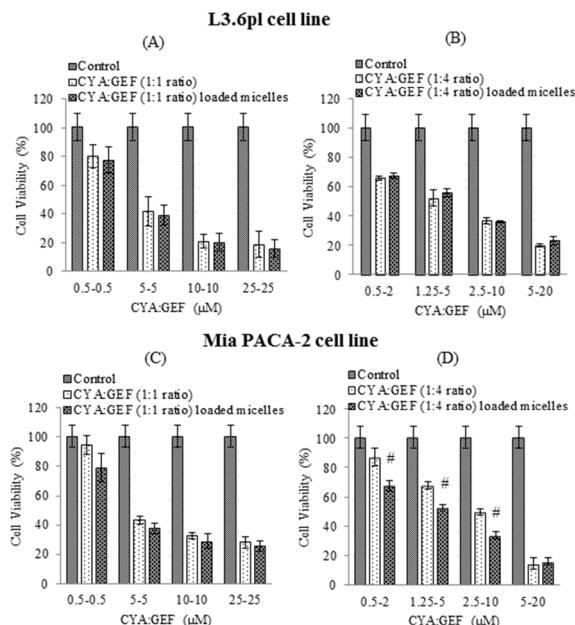 L3.6pl cell line
(A)
Control
CYA:GEF (1:1 ratio)
CYA:GEF (1:1 ratio) loaded micelles
120
100
80
60
40
20
0
Cell Viability (%)
0.5-0.5 5-5 10-10 25-25
CYA:GEF (μM)
(B)
Control
CYA:GEF (1:4 ratio)
CYA:GEF (1:4 ratio) loaded micelles
120
100
80
60
40
20
0
Cell Viability (%)
0.5-2 1.25-5 2.5-10 5-20
CYA:GEF (μM)
Mia PACA-2 cell line
(C)
Control
CYA:GEF (1:1 ratio)
CYA:GEF (1:1 ratio) loaded micelles
120
100
80
60
40
20
0
Cell Viability (%)
0.5-0.5 5-5 10-10 25-25
CYA:GEF (μM)
(D)
Control
CYA:GEF (1:4 ratio)
CYA:GEF (1:4 ratio) loaded micelles
120
100
80
60
40
20
0
Cell Viability (%)
# # #
0.5-2 1.25-5 2.5-10 5-20
CYA:GEF (μM)